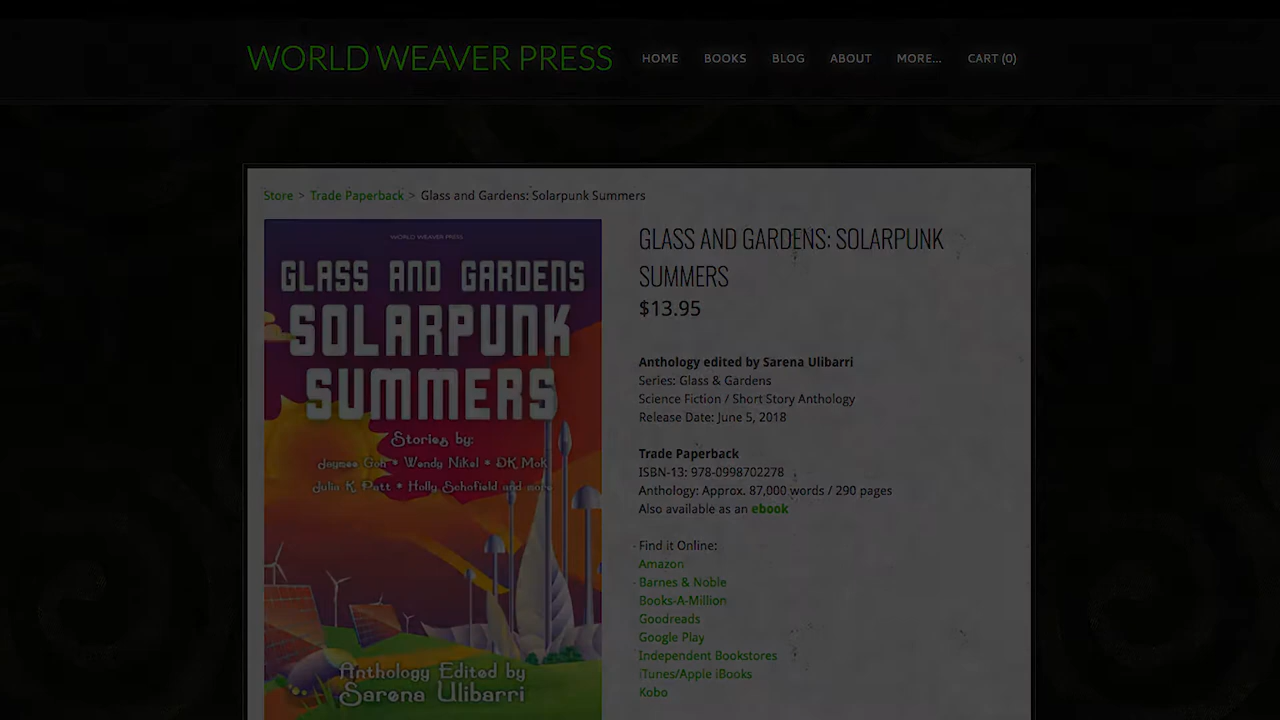 WORLD WEAVER PRESS
HOME BOOKS BLOG ABOUT MORE... CART (0)
Store > Trade Paperback > Glass and Gardens: Solarpunk Summers
WORLD WEAVER PRESS
GLASS AND GARDENS
SOLARPUNK
SUMMERS
Stories by:
Jaymee Goh • Wendy Nikel • DK Mok
Julia K. Patt • Holly Schofield and more
Anthology Edited by
Sarena Ulibarri
GLASS AND GARDENS: SOLARPUNK
SUMMERS
$13.95
Anthology edited by Sarena Ulibarri
Series: Glass & Gardens
Science Fiction / Short Story Anthology
Release Date: June 5, 2018
Trade Paperback
ISBN-13: 978-0998702278
Anthology: Approx. 87,000 words / 290 pages
Also available as an ebook
Find it Online:
Amazon
Barnes & Noble
Books-A-Million
Goodreads
Google Play
Independent Bookstores
iTunes/Apple iBooks
Kobo